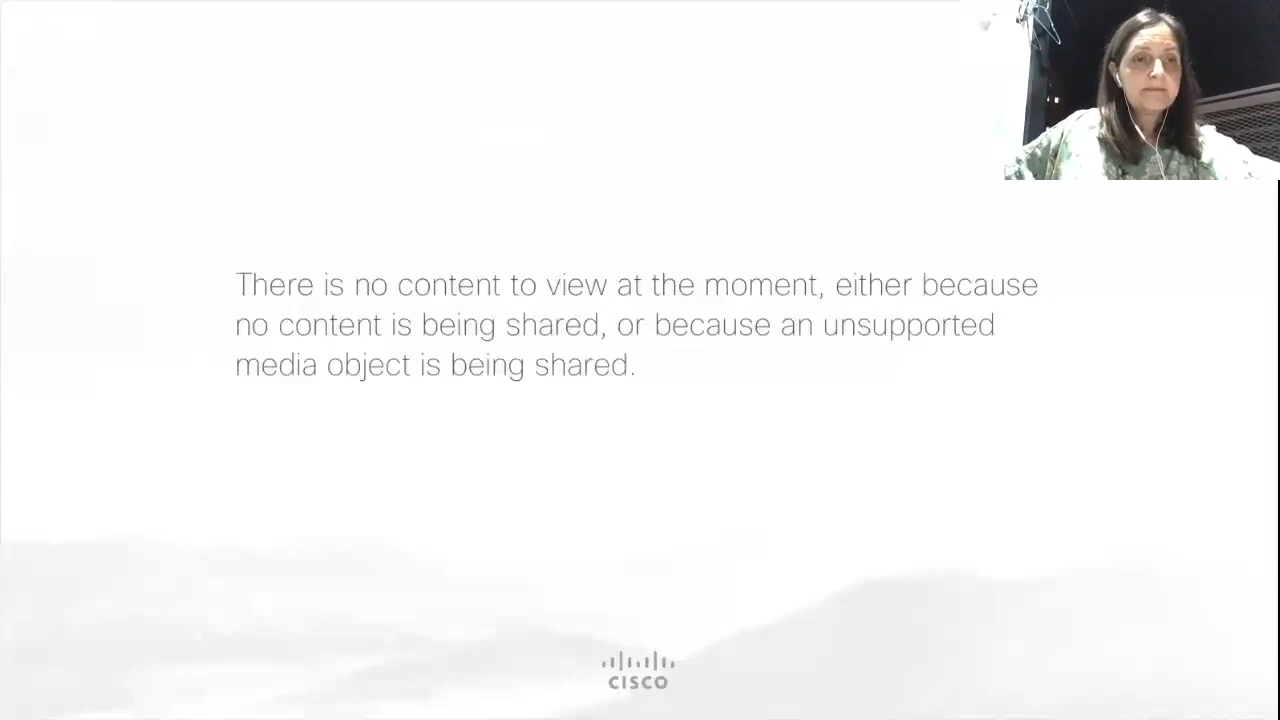 There is no content to view at the moment, either because
no content is being shared, or because an unsupported
media object is being shared.
CISCO